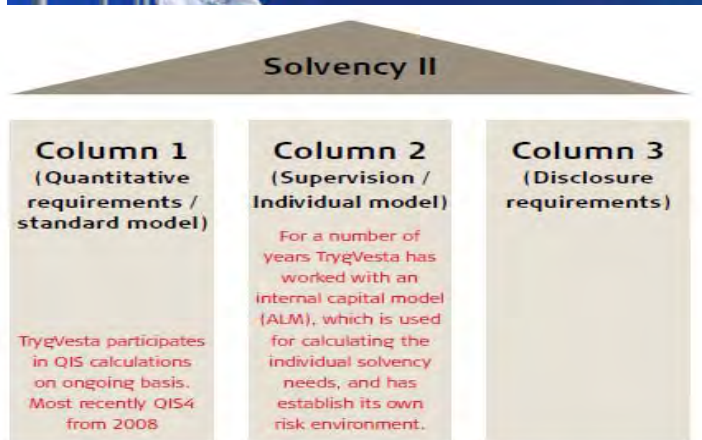 Solvency II
Column 1
(Quantitative
requirements /
standard model)
TrygVesta participates
in QIS calculations
on ongoing basis.
Most recently QIS4
from 2008
Column 2
(Supervision /
Individual model)
For a number of
years TrygVesta has
worked with an
internal capital model
(ALM), which is used
for calculating the
individual solvency
needs, and has
establish its own
risk environment.
Column 3
(Disclosure
requirements)